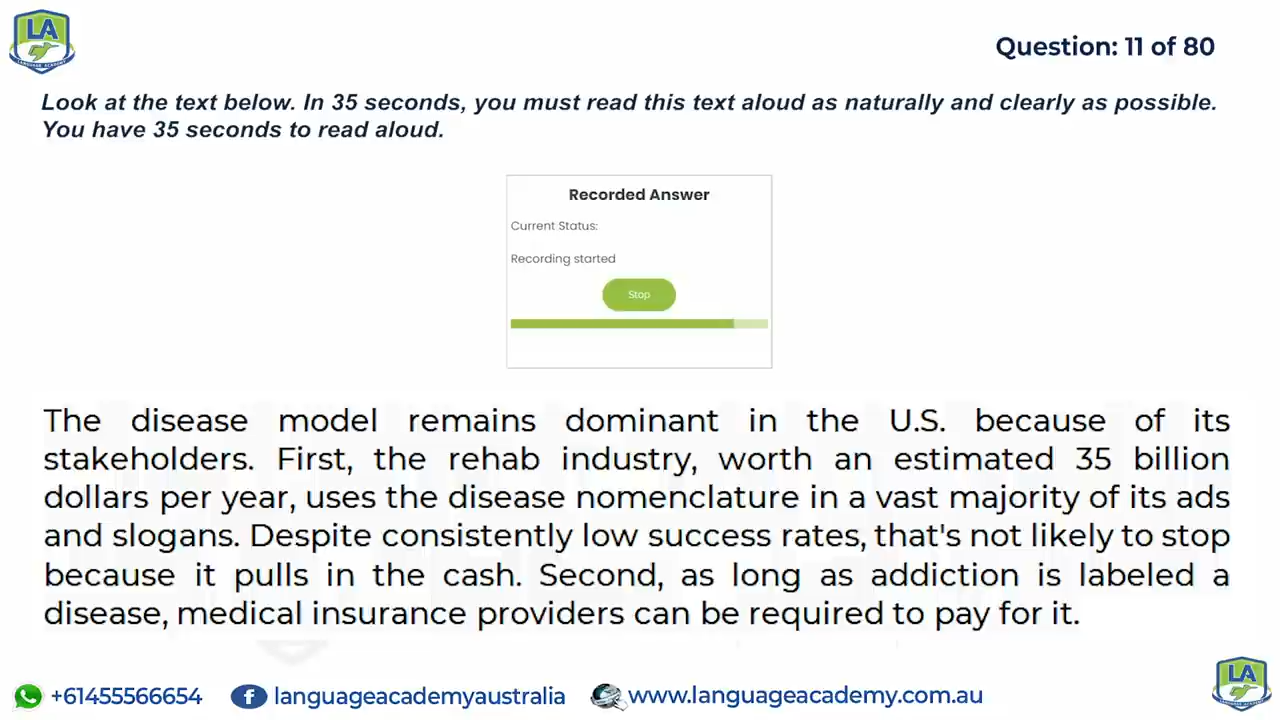 LA
LANGUAGE ACADEMY
Question: 11 of 80
Look at the text below. In 35 seconds, you must read this text aloud as naturally and clearly as possible.
You have 35 seconds to read aloud.
Recorded Answer
Current Status:
Recording started
Stop
The disease model remains dominant in the U.S. because of its
stakeholders. First, the rehab industry, worth an estimated 35 billion
dollars per year, uses the disease nomenclature in a vast majority of its ads
and slogans. Despite consistently low success rates, that's not likely to stop
because it pulls in the cash. Second, as long as addiction is labeled a
disease, medical insurance providers can be required to pay for it.
+61455566654 languageacademyaustralia www.languageacademy.com.au
LA
LANGUAGE ACADEMY